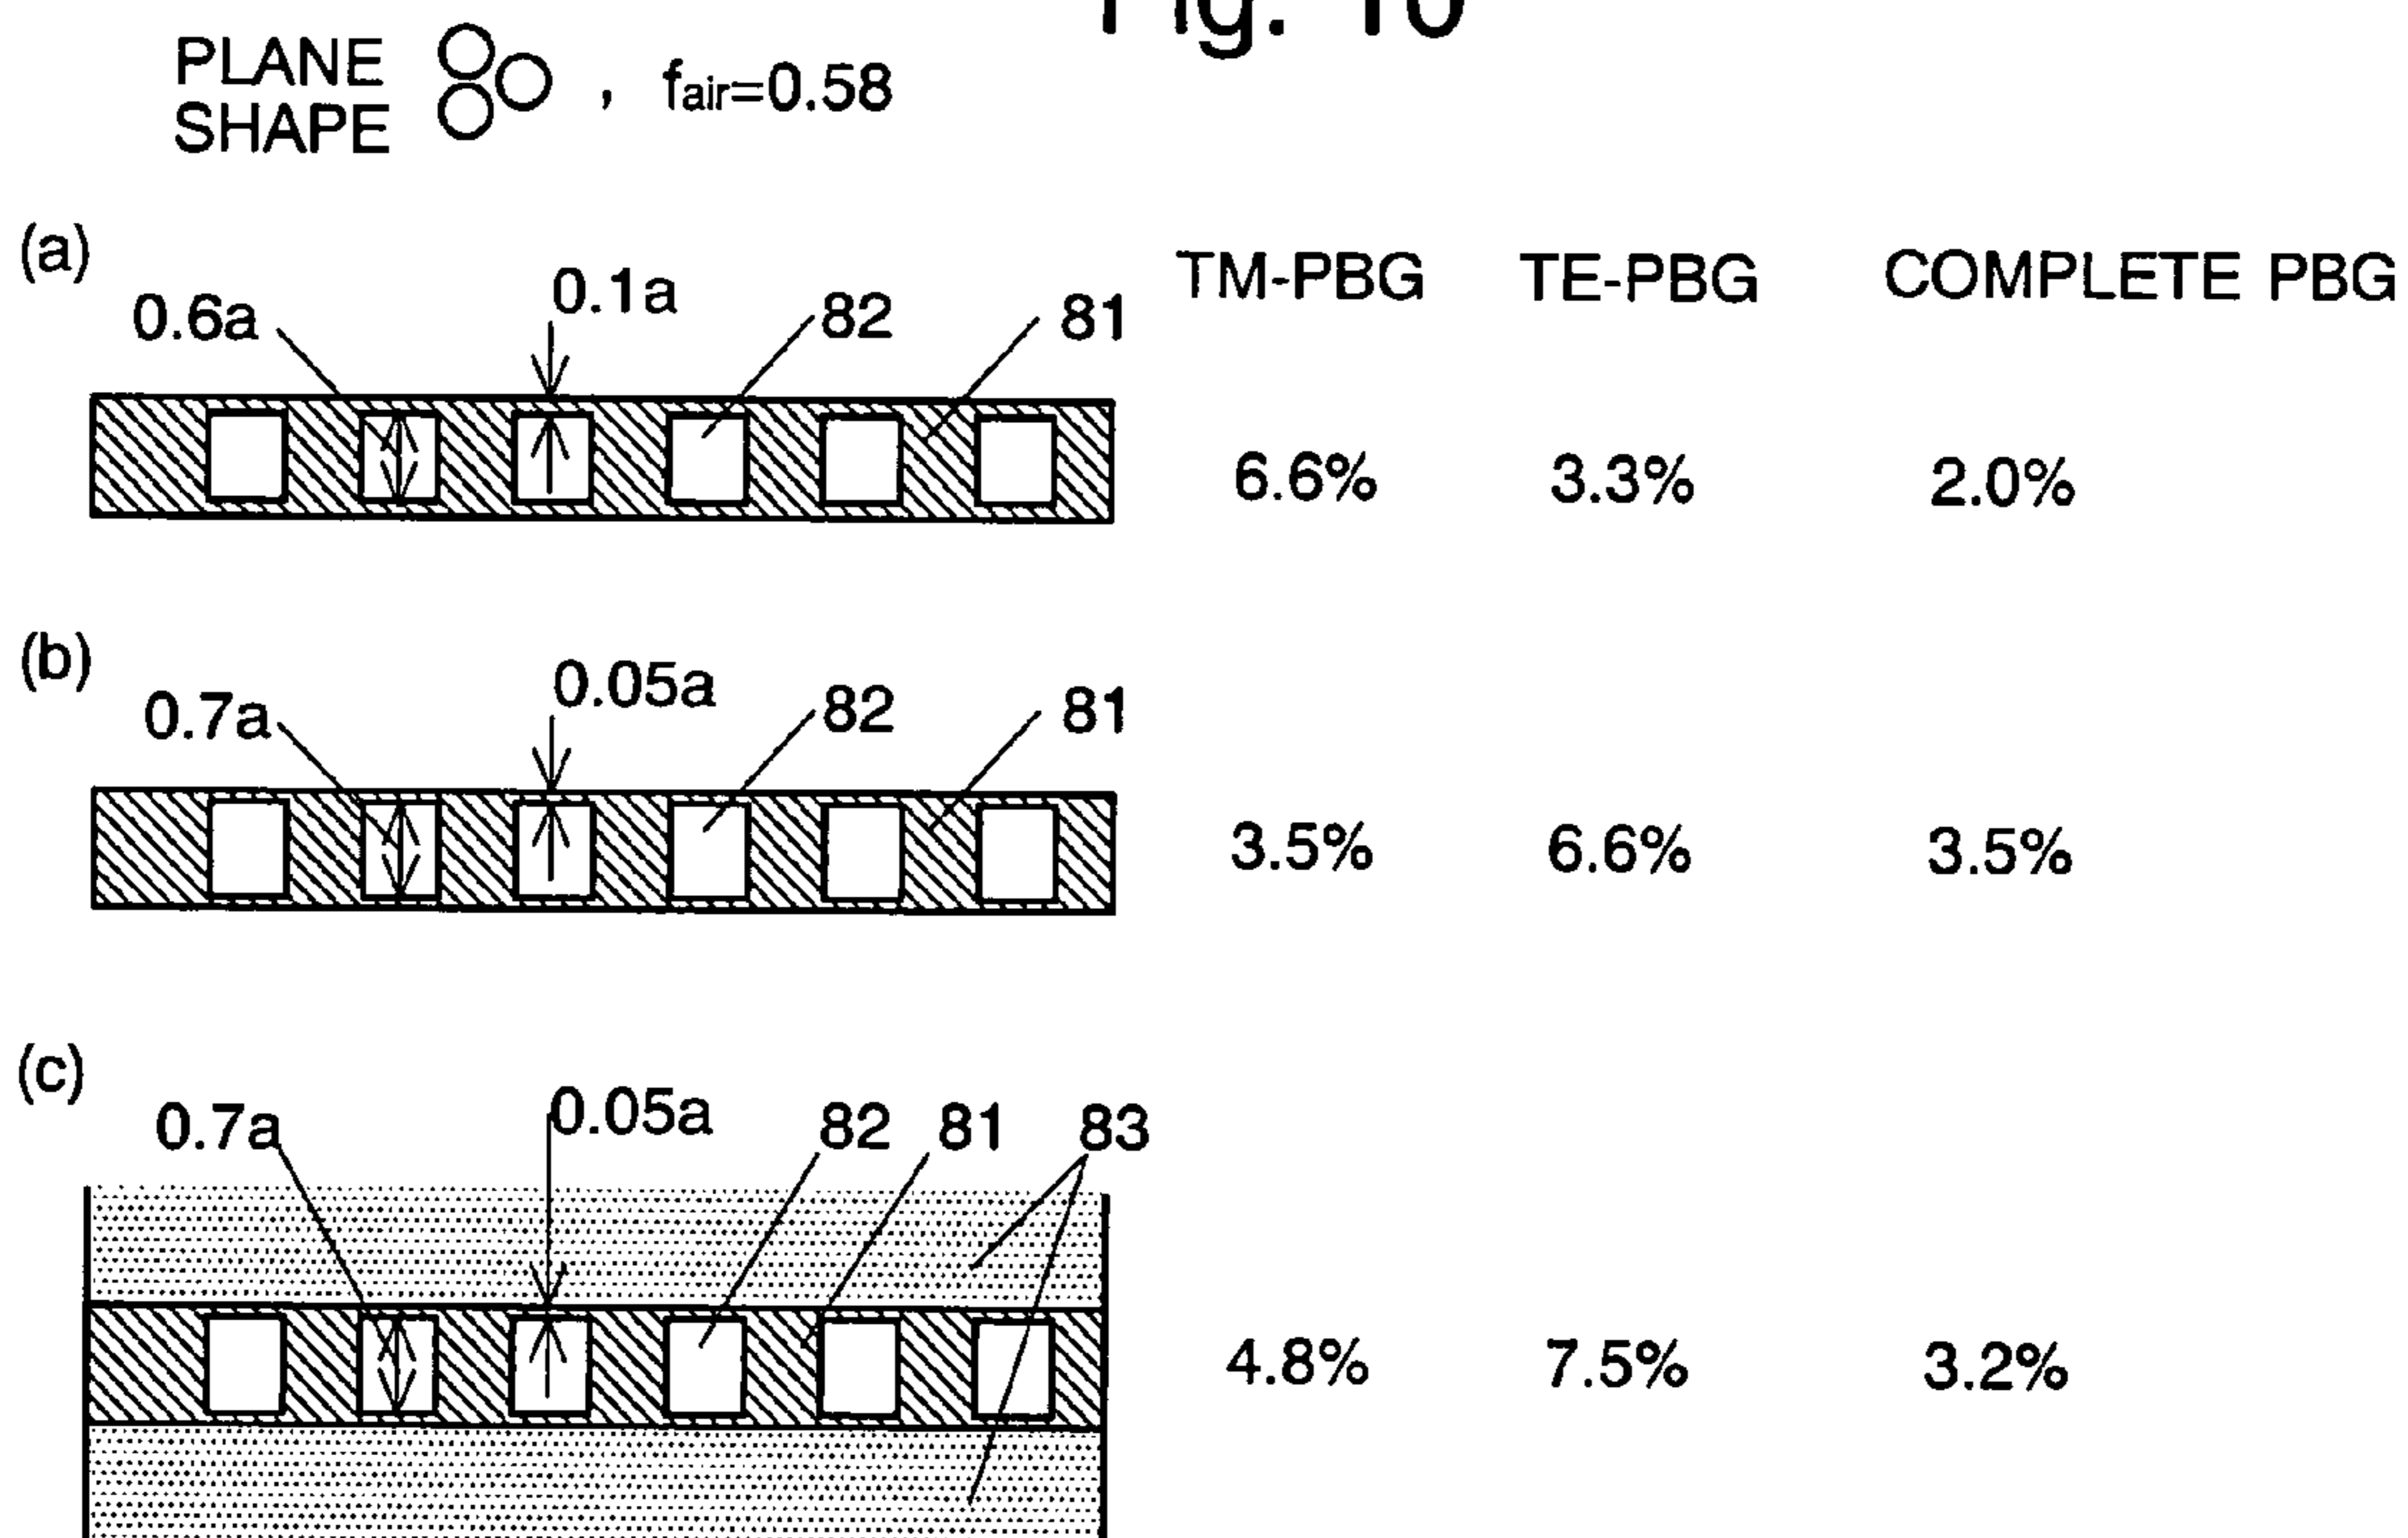 Fig. 10
PLANE
SHAPE
, fair=0.58
(a)
0.6a
0.1a
82
81
TM-PBG
TE-PBG
COMPLETE PBG
6.6%
3.3%
2.0%
(b)
0.7a
0.05a
82
81
3.5%
6.6%
3.5%
(c)
0.7a
0.05a
82
81
83
4.8%
7.5%
3.2%